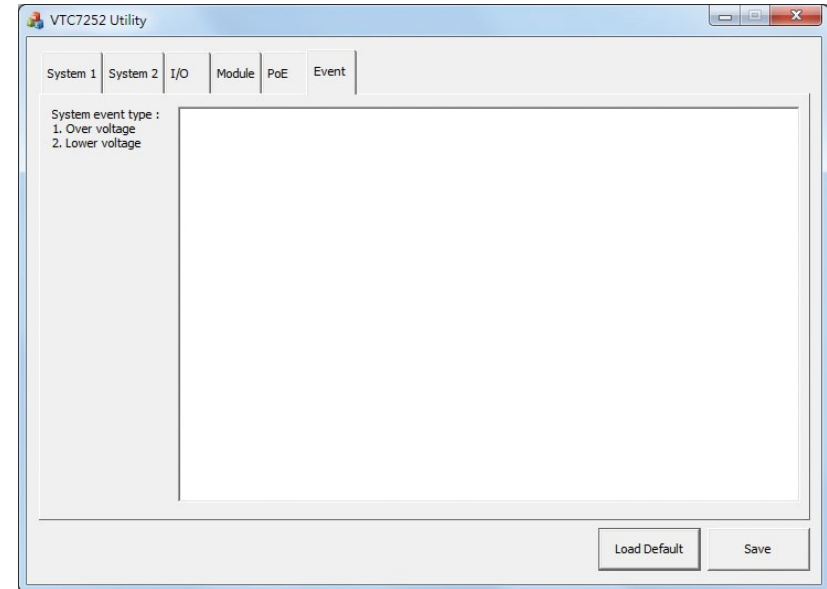 VTC7252 Utility
System 1 System 2 I/O Module PoE Event
System event type :
1. Over voltage
2. Lower voltage
Load Default Save